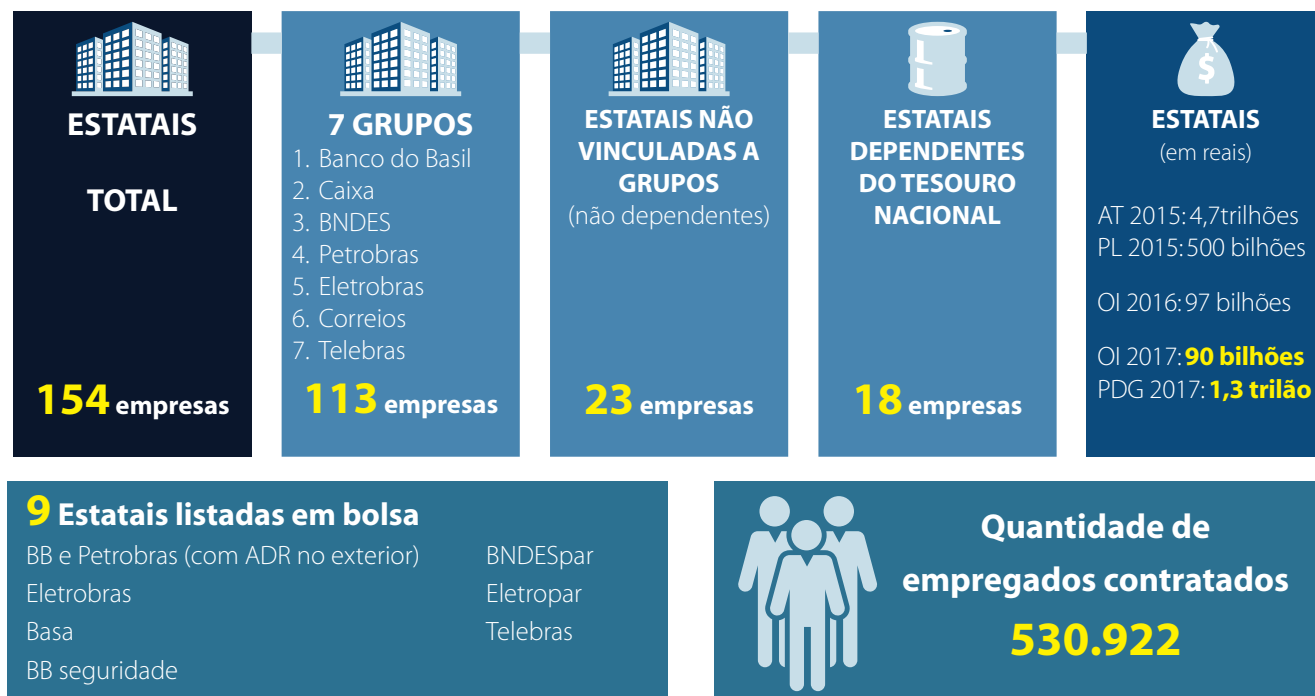 ESTATAIS
TOTAL
154 empresas
7 GRUPOS
1. Banco do Basil
2. Caixa
3. BNDES
4. Petrobras
5. Eletrobras
6. Correios
7. Telebras
113 empresas
ESTATAIS NÃO
VINCULADAS A
GRUPOS
(não dependentes)
23 empresas
ESTATAIS
DEPENDENTES
DO TESOURO
NACIONAL
18 empresas
$
ESTATAIS
(em reais)
AT 2015: 4,7trilhões
PL 2015: 500 bilhões
OI 2016: 97 bilhões
OI 2017: 90 bilhões
PDG 2017: 1,3 trilão
9 Estatais listadas em bolsa
BB e Petrobras (com ADR no exterior)
Eletrobras
Basa
BB seguridade
BNDESpar
Eletropar
Telebras
Quantidade de
empregados contratados
530.922